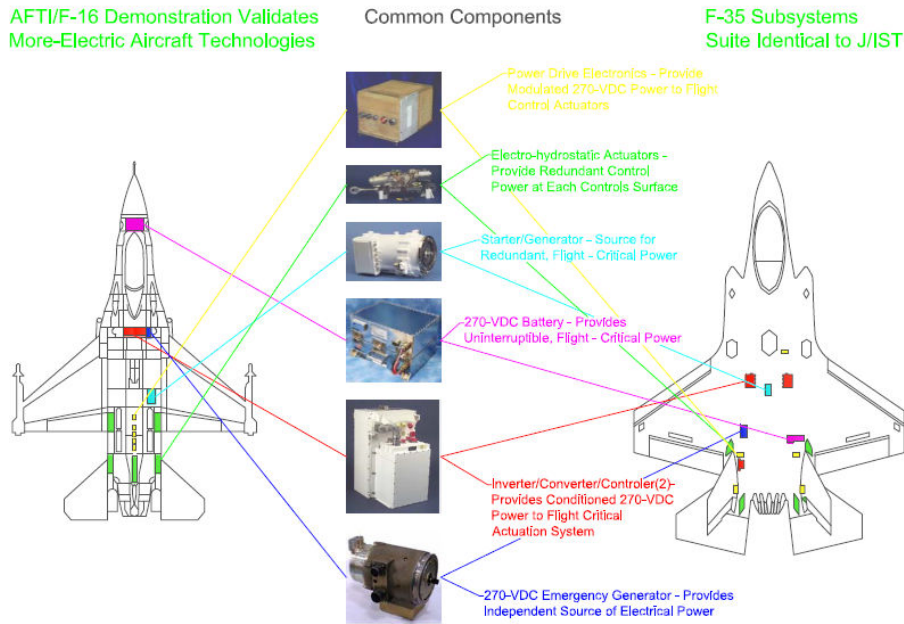 AFTI/F-16 Demonstration Validates
More-Electric Aircraft Technologies
Common Components
F-35 Subsystems
Suite Identical to J/IST
Power Drive Electronics - Provide
Modulated 270-VDC Power to Flight
Control Actuators
Electro-hydrostatic Actuators -
Provide Redundant Control
Power at Each Controls Surface
Starter/Generator - Source for
Redundant, Flight - Critical Power
270-VDC Battery - Provides
Uninterruptible, Flight - Critical Power
Inverter/Converter/Controler(2)-
Provides Conditioned 270-VDC
Power to Flight Critical
Actuation System
270-VDC Emergency Generator - Provides
Independent Source of Electrical Power